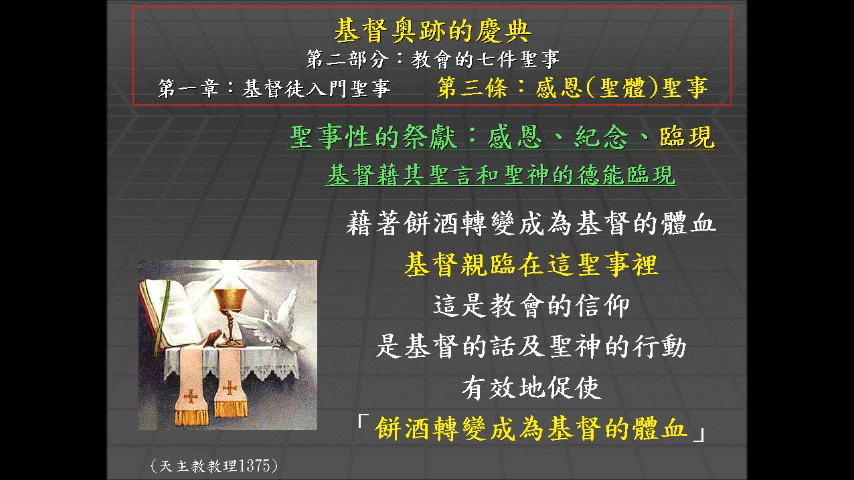 基督奧跡的慶典
第二部分：教會的七件聖事
第一章：基督徒入門聖事　第三條：感恩(聖體)聖事
聖事性的祭獻：感恩、紀念、臨現
基督藉其聖言和聖神的德能臨現
藉著餅酒轉變成為基督的體血
基督親臨在這聖事裡
這是教會的信仰
是基督的話及聖神的行動
有效地促使
「餅酒轉變成為基督的體血」
(天主教教理1375)